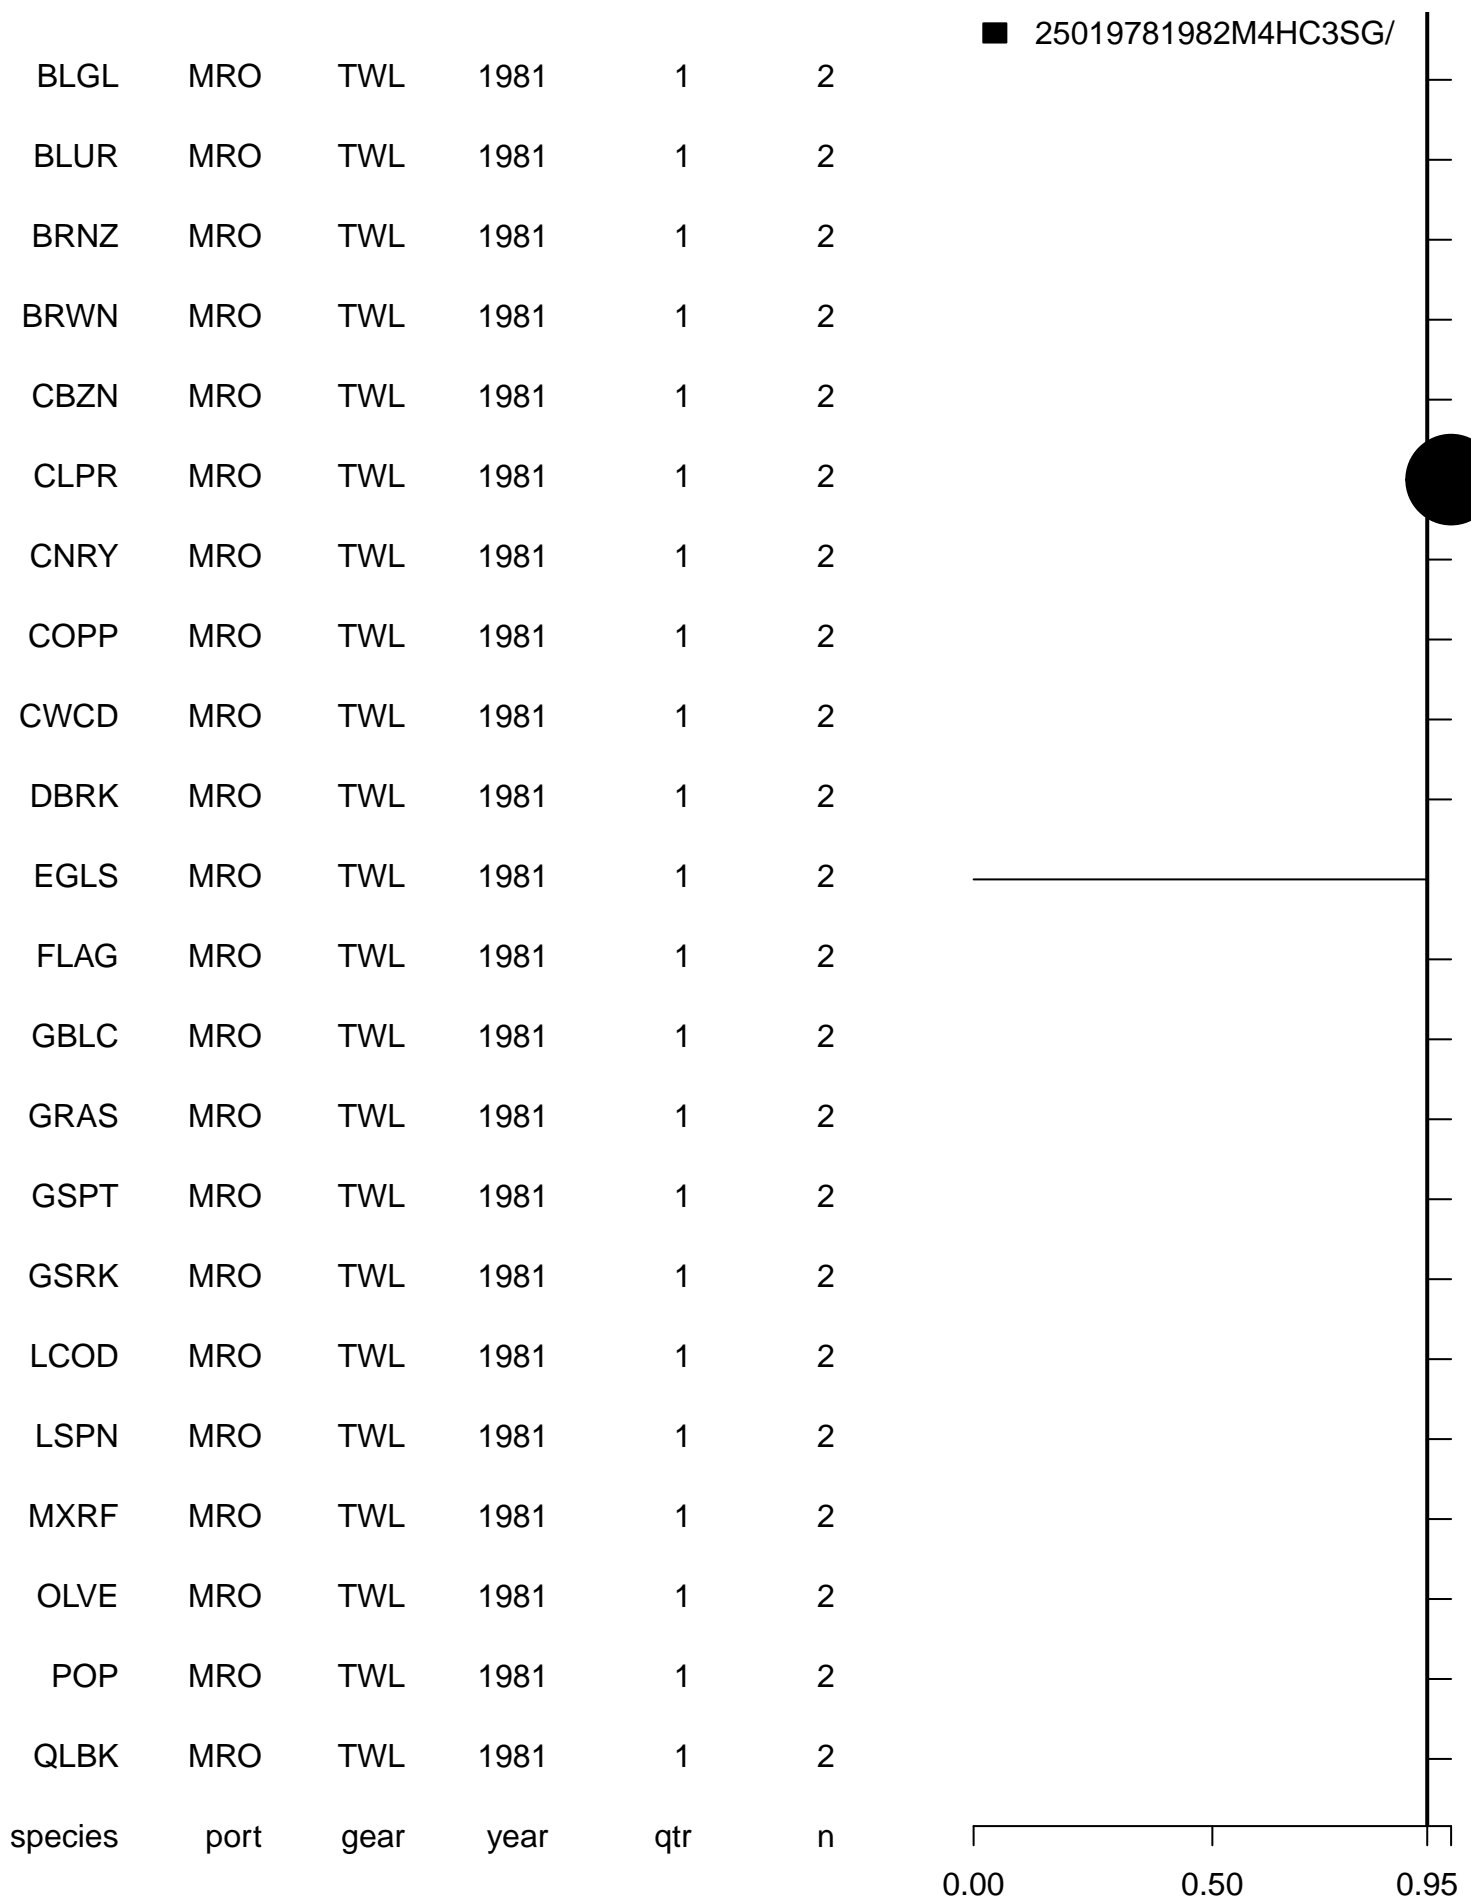 25019781982M4HC3SG/
BLGL MRO TWL 1981 1 2
BLUR MRO TWL 1981 1 2
BRNZ MRO TWL 1981 1 2
BRWN MRO TWL 1981 1 2
CBZN MRO TWL 1981 1 2
CLPR MRO TWL 1981 1 2
CNRY MRO TWL 1981 1 2
COPP MRO TWL 1981 1 2
CWCD MRO TWL 1981 1 2
DBRK MRO TWL 1981 1 2
EGLS MRO TWL 1981 1 2
FLAG MRO TWL 1981 1 2
GBLC MRO TWL 1981 1 2
GRAS MRO TWL 1981 1 2
GSPT MRO TWL 1981 1 2
GSRK MRO TWL 1981 1 2
LCOD MRO TWL 1981 1 2
LSPN MRO TWL 1981 1 2
MXRF MRO TWL 1981 1 2
OLVE MRO TWL 1981 1 2
POP MRO TWL 1981 1 2
QLBK MRO TWL 1981 1 2
species port gear year qtr n
0.00 0.50 0.95